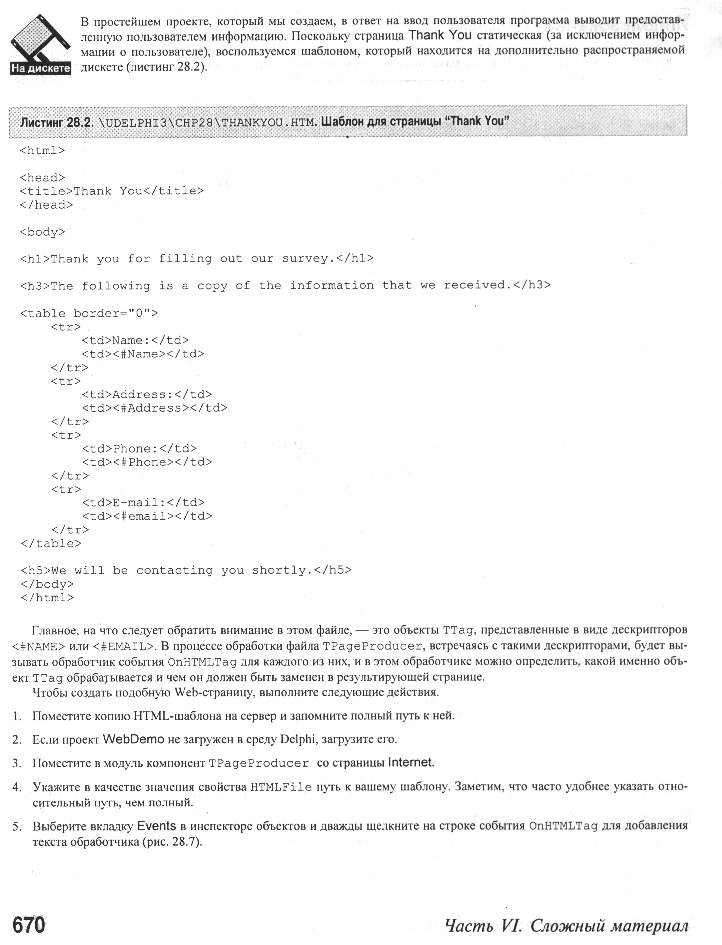 В простейшем проекте, который мы создаем, в ответ на ввод пользователя программа выводит предостав-
ленную пользователем информацию. Поскольку страница Thank You статическая (за исключением инфор-
мации о пользователе), воспользуемся шаблоном, который находится на дополнительно распространяемой
дискете (листинг 28.2).
На дискете
Листинг 28.2. \UDELPHI3\CHP28\THANKYOU.HTM. Шаблон для страницы “Thank You”
<html>
<head>
<title>Thank You</title>
</head>
<body>
<h1>Thank you for filling out our survey.</h1>
<h3>The following is a copy of the information that we received.</h3>
<table border="0">
<tr>
<td>Name:</td>
<td><#Name></td>
</tr>
<tr>
<td>Address:</td>
<td><#Address></td>
</tr>
<tr>
<td>Phone:</td>
<td><#Phone></td>
</tr>
<tr>
<td>E-mail:</td>
<td><#email></td>
</tr>
</table>
<h5>We will be contacting you shortly.</h5>
</body>
</html>
Главное, на что следует обратить внимание в этом файле, — это объекты TTag, представленные в виде дескрипторов
<#NAME> или <#EMAIL>. В процессе обработки файла TPageProducer, встречаясь с такими дескрипторами, будет вы-
зывать обработчик события OnHTMLTag для каждого из них, и в этом обработчике можно определить, какой именно объ-
ект TTag обрабатывается и чем он должен быть заменен в результирующей странице.
Чтобы создать подобную Web-страницу, выполните следующие действия.
1. Поместите копию HTML-шаблона на сервер и запомните полный путь к ней.
2. Если проект WebDemo не загружен в среду Delphi, загрузите его.
3. Поместите в модуль компонент TPageProducer со страницы Internet.
4. Укажите в качестве значения свойства HTMLFile путь к вашему шаблону. Заметим, что часто удобнее указать отно-
сительный путь, чем полный.
5. Выберите вкладку Events в инспекторе объектов и дважды щелкните на строке события OnHTMLTag для добавления
текста обработчика (рис. 28.7).
670 Часть VI. Сложный материал